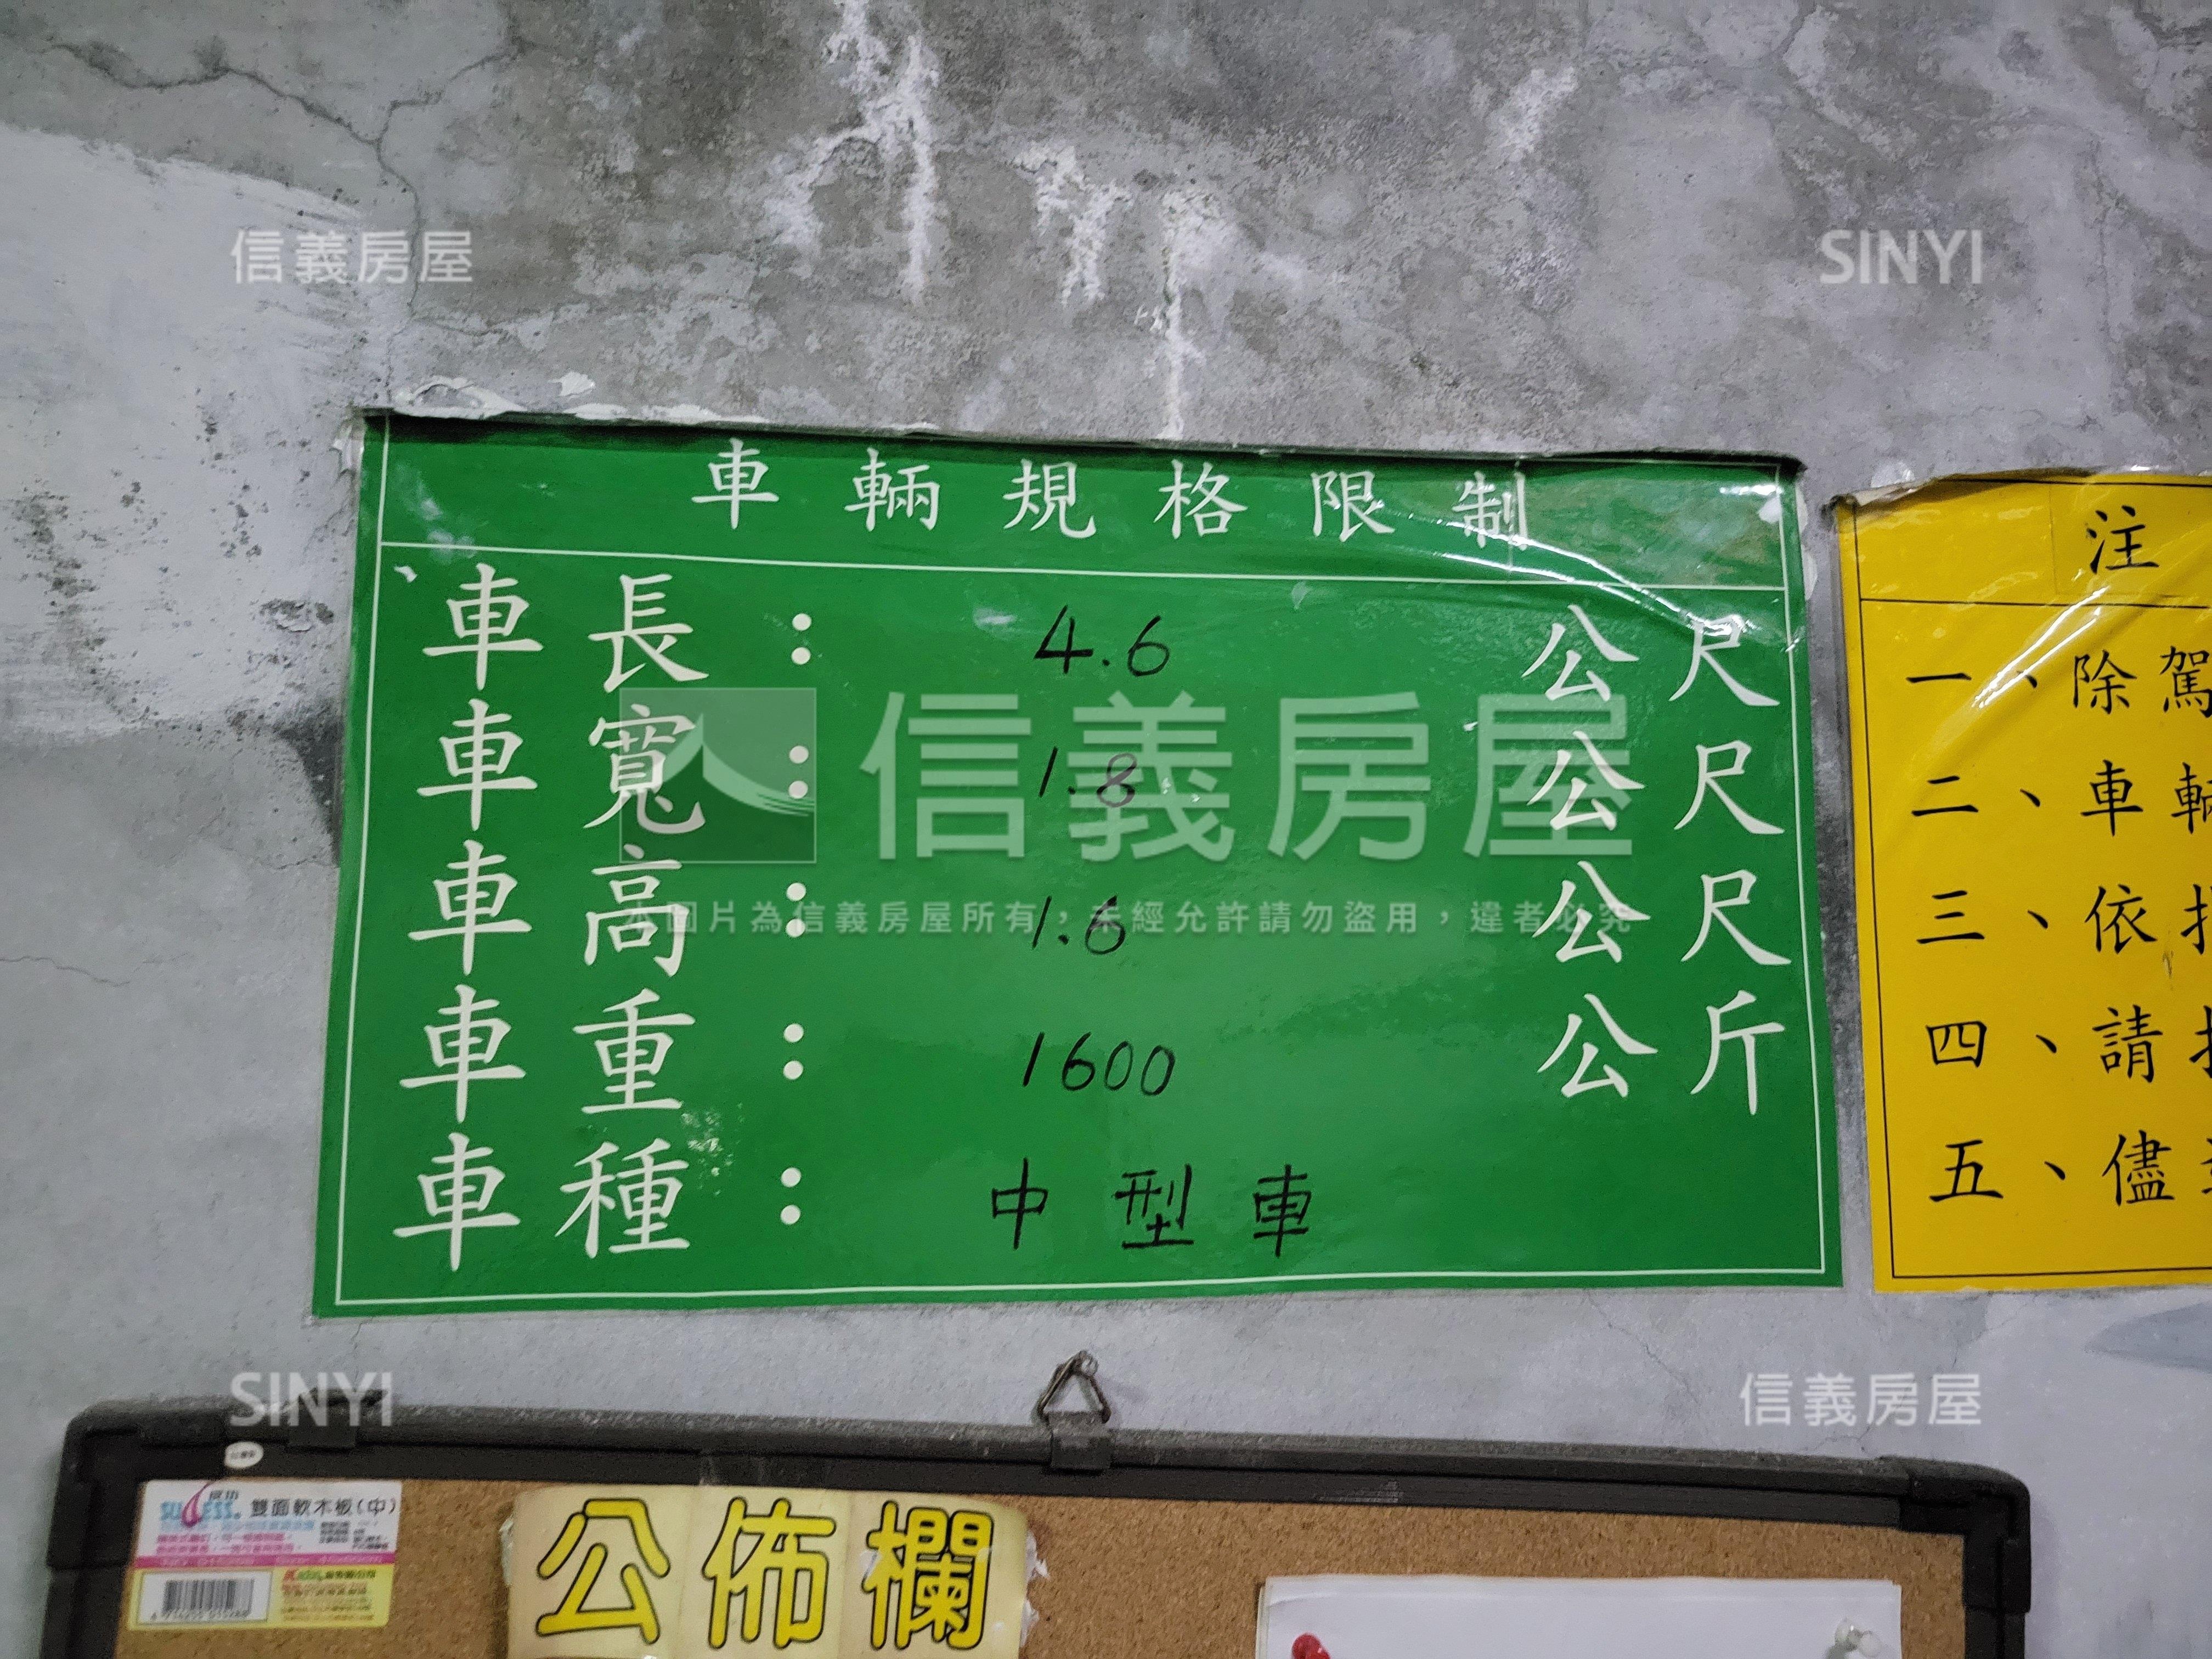 信義房屋
SINYI
車輛規格限制
車長：4.6公尺
車寬：1.8公尺
車高：1.6公尺
車重：1600公斤
車種：中型車
注
一、除駕
二、車輛
三、依
四、請
五、儘
信義房屋
本圖片為信義房屋所有，未經允許請勿盜用，違者必究
SINYI
信義房屋
雙面軟木板(中)
公佈欄